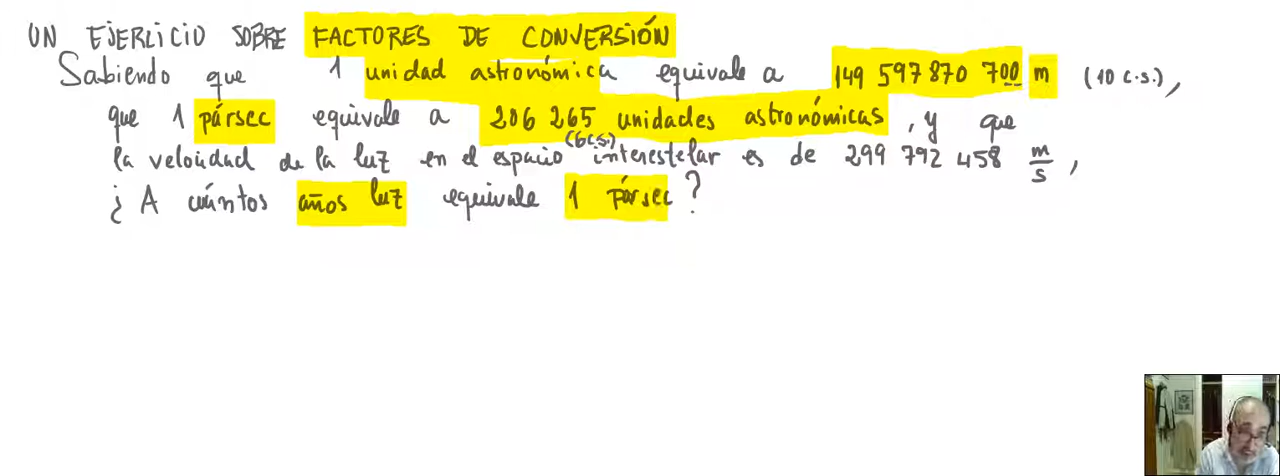 UN EJERCICIO SOBRE FACTORES DE CONVERSIÓN
Sabiendo que 1 unidad astronómica equivale a 149 597 870 700 m (10 c.s.),
que 1 pársec equivale a 206 265 unidades astronómicas, y que
(6 c.s.)
la velocidad de la luz en el espacio interestelar es de 299 792 458 m/s,
¿A cuántos años luz equivale 1 pársec?